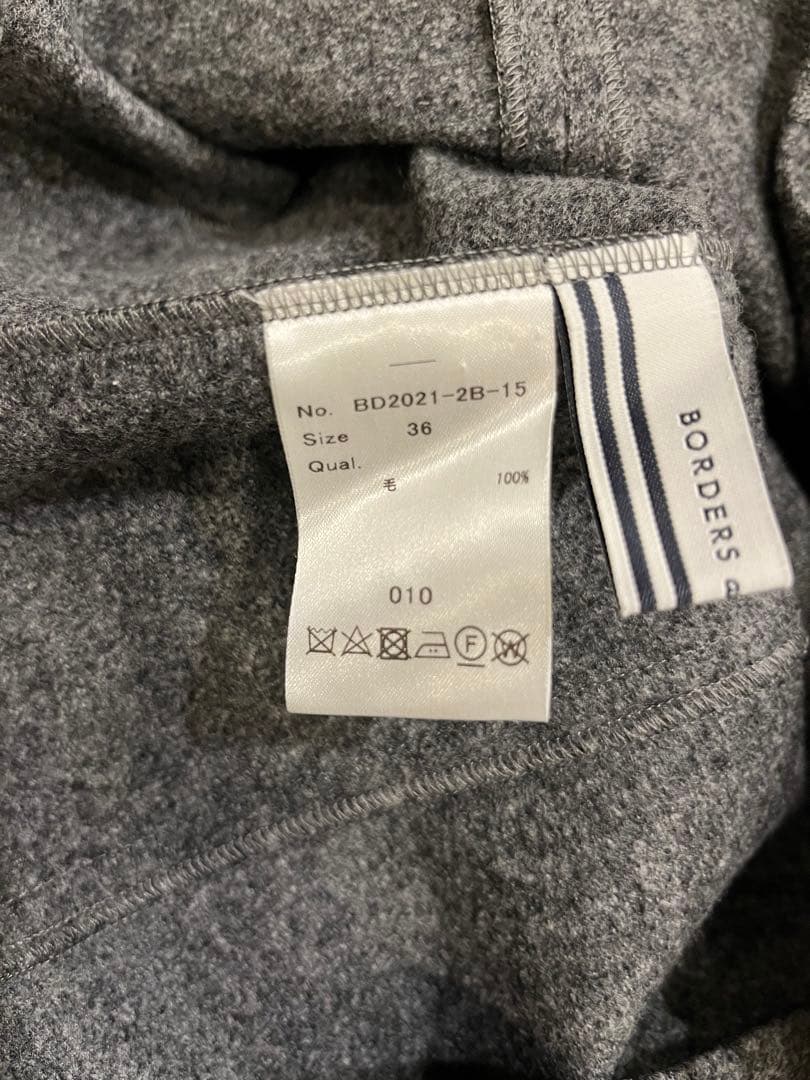 No. BD2021-2B-15
Size 36
Qual.
毛 100%
010
F W
BORDERS a